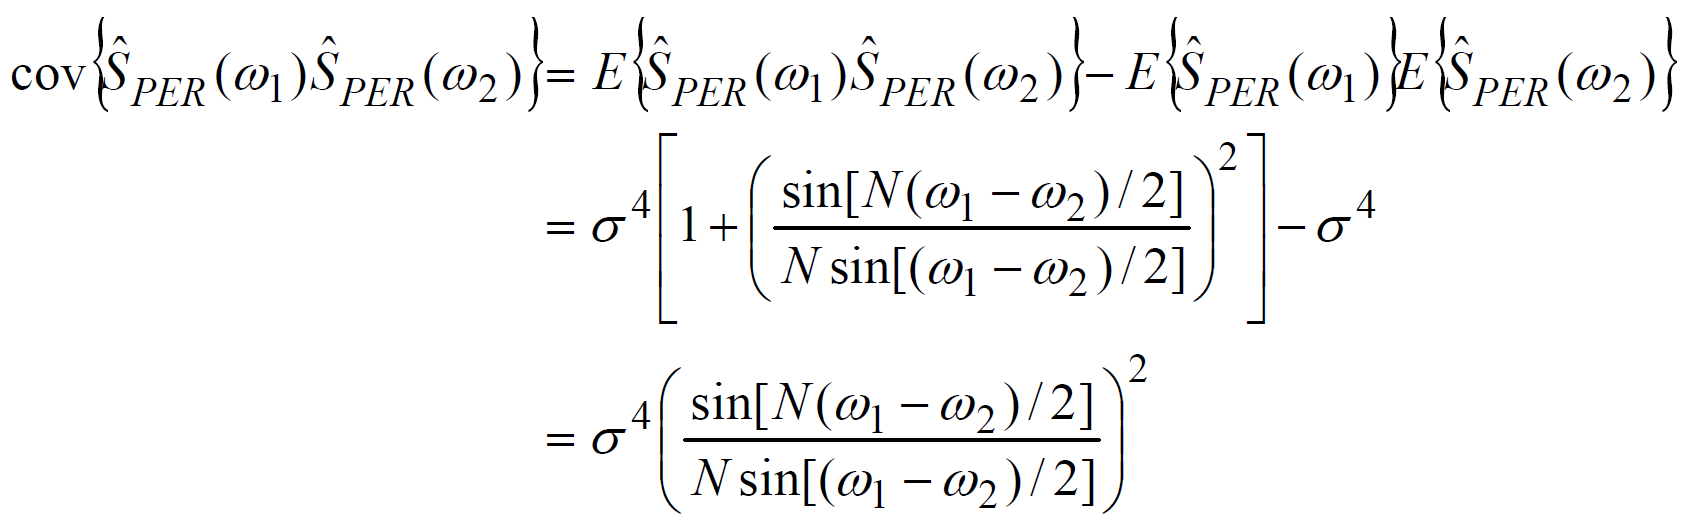 cov{Ŝ_PER(ω₁)Ŝ_PER(ω₂)} = E{Ŝ_PER(ω₁)Ŝ_PER(ω₂)} − E{Ŝ_PER(ω₁)}E{Ŝ_PER(ω₂)}
= σ⁴[1 + (sin[N(ω₁ − ω₂)/2] / N sin[(ω₁ − ω₂)/2])²] − σ⁴
= σ⁴(sin[N(ω₁ − ω₂)/2] / N sin[(ω₁ − ω₂)/2])²